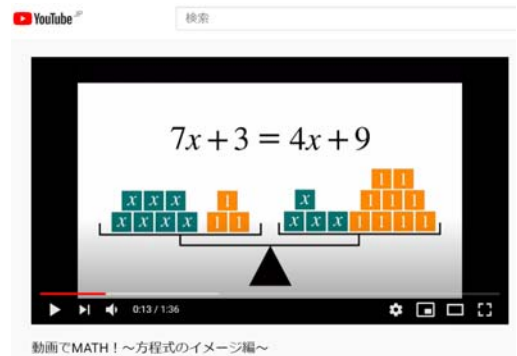 YouTube JP
検索
7x+3 = 4x+9
x x x 1 x 1 1
x x x x 1 1 x x x 1 1 1 1 1 1 1
0:13 / 1:36
動画でMATH！～方程式のイメージ編～